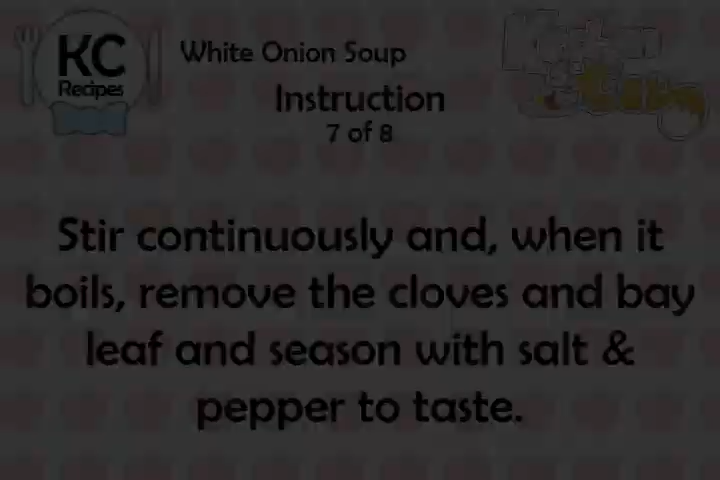 KC
Recipes
White Onion Soup
Instruction
7 of 8
Stir continuously and, when it
boils, remove the cloves and bay
leaf and season with salt &
pepper to taste.